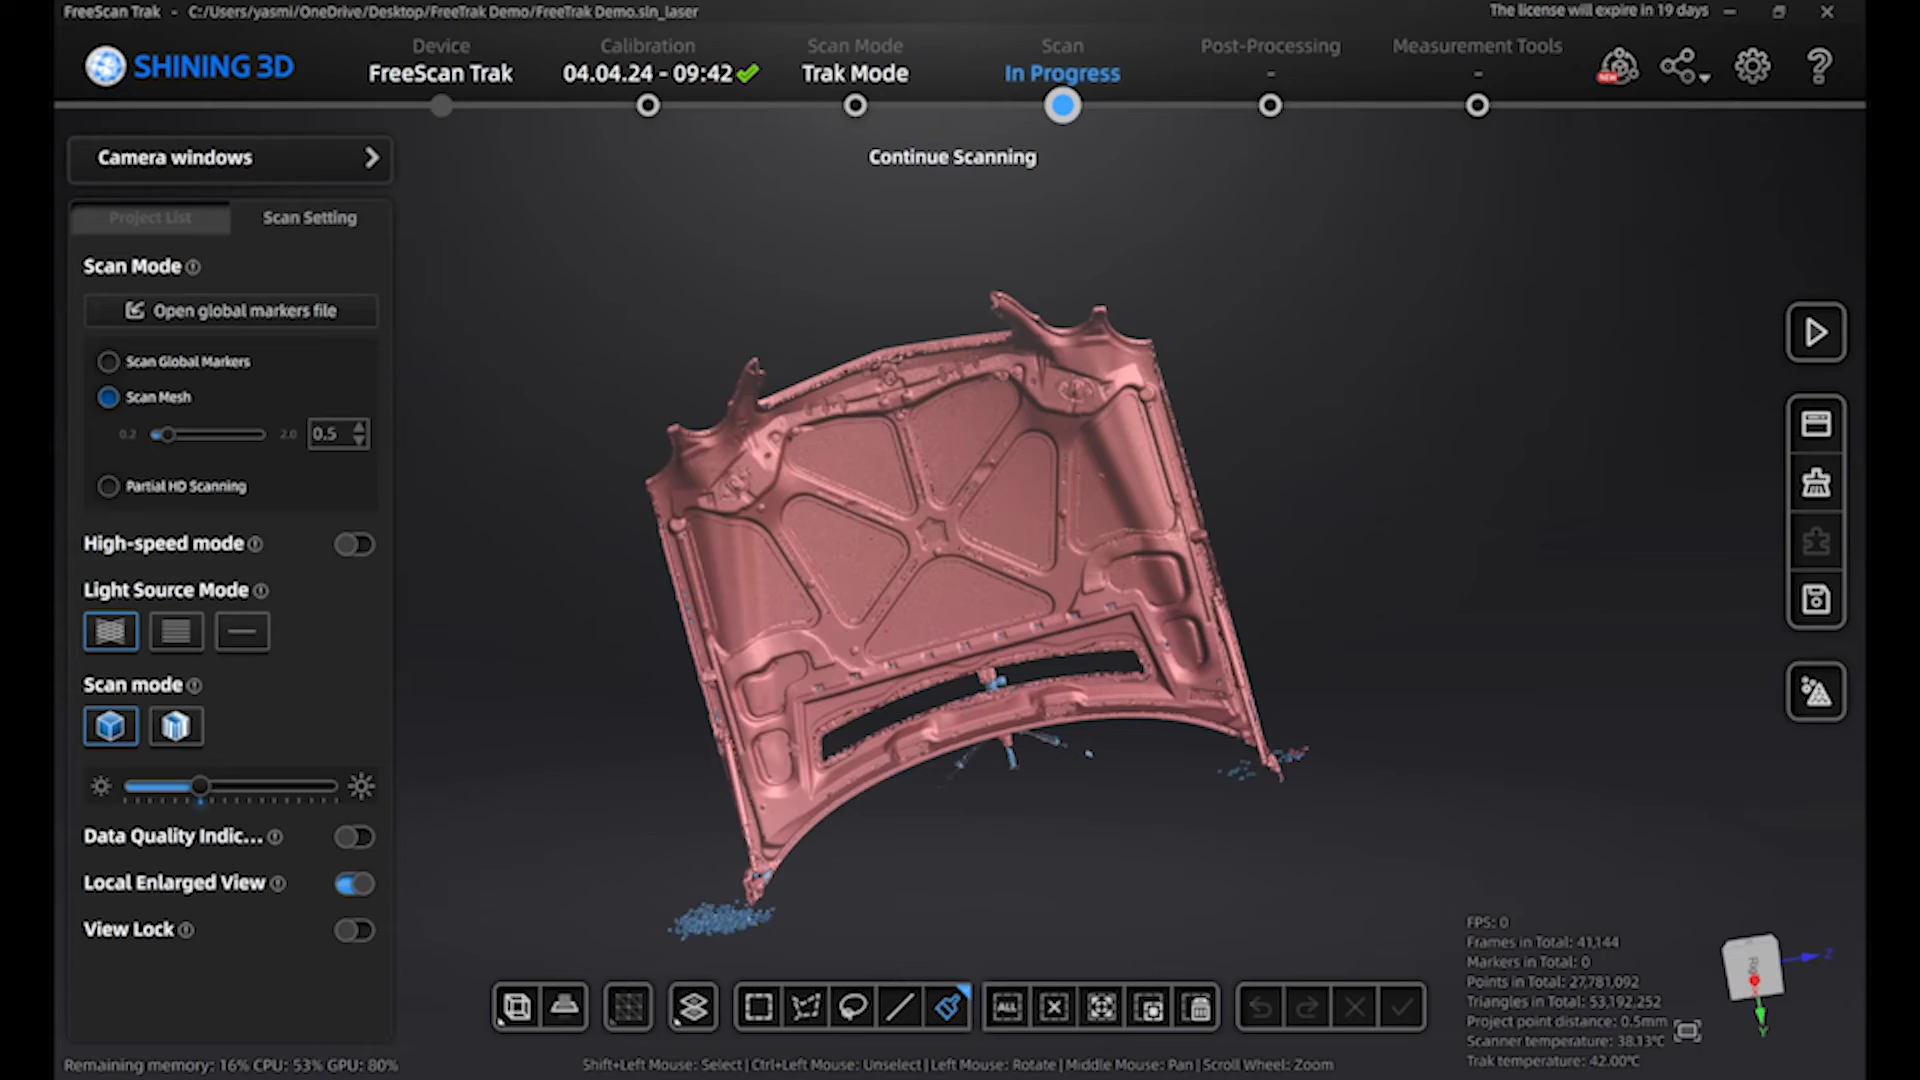 FreeScan Trak - C:/Users/yasmi/OneDrive/Desktop/FreeTrak Demo/FreeTrak Demo.sln_laser
The license will expire in 19 days
SHINING 3D
Device
FreeScan Trak
Calibration
04.04.24 - 09:42
Scan Mode
Trak Mode
Scan
In Progress
Post-Processing
-
Measurement Tools
-
NEW
Camera windows
Continue Scanning
Project List
Scan Setting
Scan Mode
Open global markers file
Scan Global Markers
Scan Mesh
0.2
2.0
0.5
Partial HD Scanning
High-speed mode
Light Source Mode
Scan mode
Data Quality Indic...
Local Enlarged View
View Lock
FPS: 0
Frames in Total: 41,144
Markers in Total: 0
Points in Total: 27,781,092
Triangles in Total: 53,192,252
Project point distance: 0.5mm
Scanner temperature: 38.13℃
Trak temperature: 42.00℃
Right
Z
Y
ALL
Remaining memory: 16% CPU: 53% GPU: 80%
Shift+Left Mouse: Select | Ctrl+Left Mouse: Unselect | Left Mouse: Rotate | Middle Mouse: Pan | Scroll Wheel: Zoom